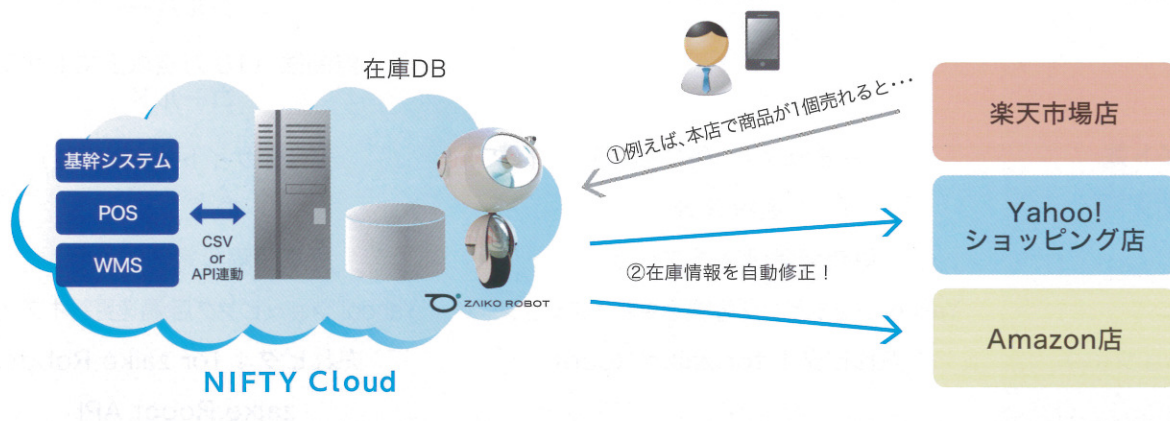 在庫DB
基幹システム
POS
WMS
CSV
or
API連動
ZAIKO ROBOT
NIFTY Cloud
①例えば、本店で商品が1個売れると・・・
②在庫情報を自動修正！
楽天市場店
Yahoo!
ショッピング店
Amazon店